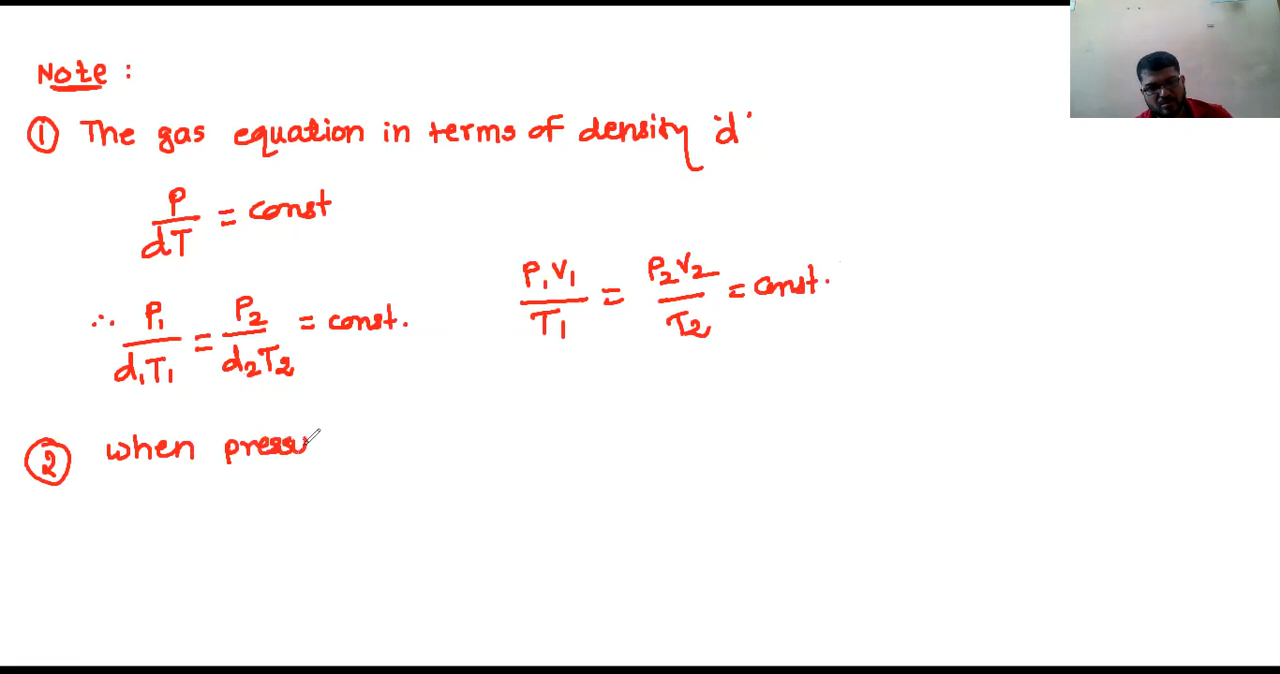 Note :
① The gas equation in terms of density 'd'
P/dT = const
∴ P₁/d₁T₁ = P₂/d₂T₂ = const.
P₁V₁/T₁ = P₂V₂/T₂ = const.
② when pressu